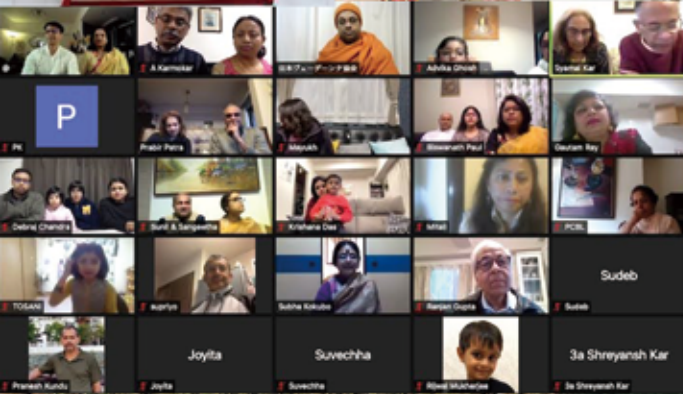 A Karmokar
日本ヴェーダーンタ協会
Advika Ghosh
Syamal Kar
P
PK
Prabir Patra
Mayukh
Biswanath Paul
Gautam Ray
Debraj Chandra
Sunil & Sangeetha
Krishana Das
Mitali
PCBL
TOSANI
supriyo
Subha Kokubo
Ranjan Gupta
Sudeb
Sudeb
Pranesh Kundu
Joyita
Joyita
Suvechha
Suvechha
Rijwal Mukherjee
3a Shreyansh Kar
3a Shreyansh Kar